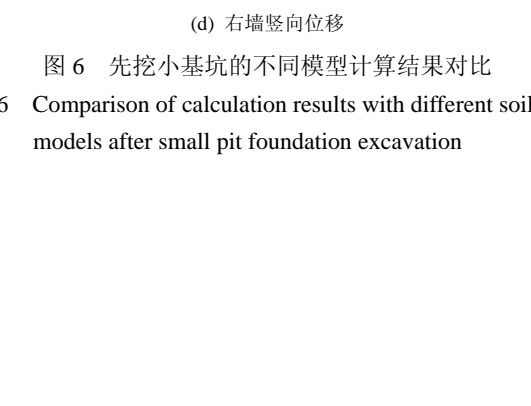 (d) 右墙竖向位移
图 6 先挖小基坑的不同模型计算结果对比
6 Comparison of calculation results with different soil
models after small pit foundation excavation